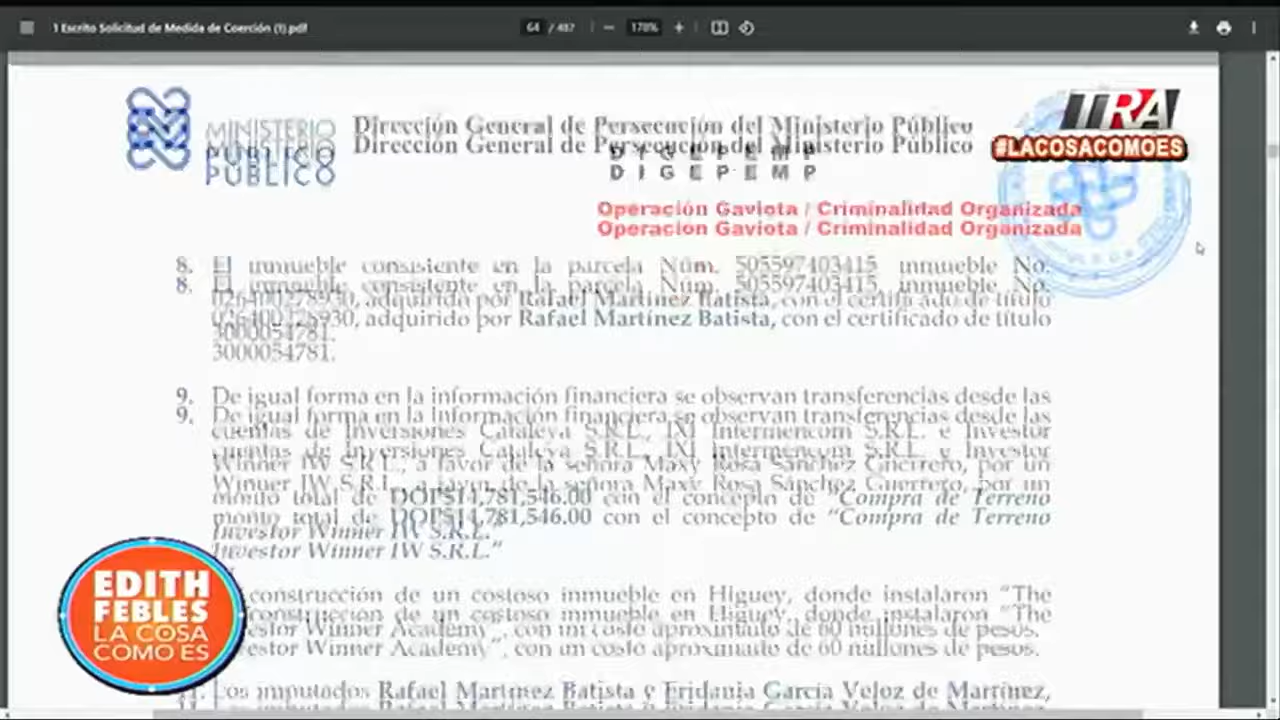 1 Escrito Solicitud de Medida de Coerción (1).pdf
64 / 487
178%
TRA
#LACOSACOMOES
MINISTERIO
PÚBLICO
Dirección General de Persecución del Ministerio Público
DIGEPEMP
Operación Gaviota / Criminalidad Organizada
8. El inmueble consistente en la parcela Núm. 505597403415 inmueble No.
adquirido por Rafael Martínez Batista, con el certificado de título
3000054781.
9. De igual forma en la información financiera se observan transferencias desde las
cuentas de Inversiones Cataleya S.R.L, S.R.L. e Investor
Winner IW S.R.L., a favor de la señora Maxy Rosa Sánchez Guerrero, por un
monto total de DOP$14,781,546.00 con el concepto de “Compra de Terreno
Investor Winner IW S.R.L.”
construcción de un costoso inmueble en Higuey, donde instalaron “The
estor Winner Academy”, con un costo aproximado de 60 millones de pesos.
11. Los imputados Rafael Martínez Batista y Eridania García Veloz de Martínez,
EDITH
FEBLES
LA COSA
COMO ES